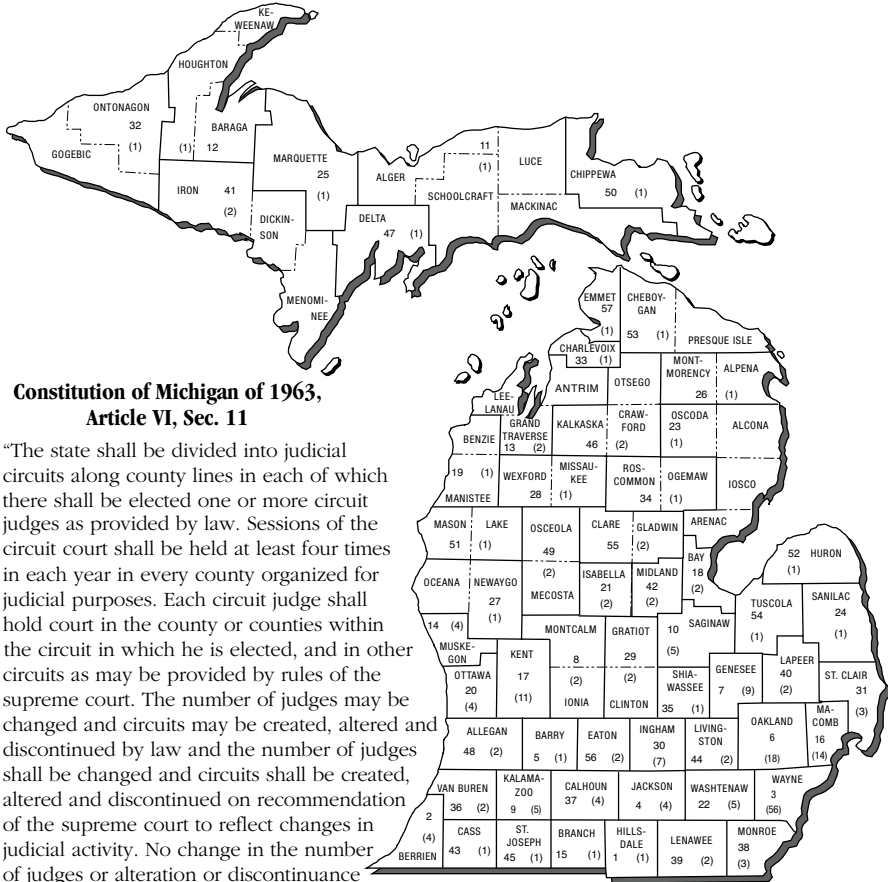 KE-
WEENAW
HOUGHTON
ONTONAGON
32
(1)
GOGEBIC
(1)
BARAGA
12
MARQUETTE
25
(1)
IRON
41
(2)
DICKIN-
SON
MENOMI-
NEE
ALGER
11
(1)
SCHOOLCRAFT
DELTA
47 (1)
LUCE
MACKINAC
CHIPPEWA
50 (1)
EMMET
57
(1)
CHEBOY-
GAN
53 (1)
PRESQUE ISLE
CHARLEVOIX
33 (1)
ANTRIM
OTSEGO
MONT-
MORENCY
26
ALPENA
(1)
LEE-
LANAU
BENZIE
GRAND
TRAVERSE
13 (2)
KALKASKA
46
CRAW-
FORD
(2)
OSCODA
23
(1)
ALCONA
19 (1)
MANISTEE
WEXFORD
28
MISSAU-
KEE
(1)
ROS-
COMMON
34
OGEMAW
(1)
IOSCO
MASON
51
LAKE
(1)
OSCEOLA
49
(2)
MECOSTA
CLARE
55
GLADWIN
(2)
ARENAC
BAY
18
(2)
OCEANA
NEWAYGO
27
(1)
ISABELLA
21
(2)
MIDLAND
42
(2)
52 HURON
(1)
TUSCOLA
54
(1)
SANILAC
24
(1)
14 (4)
MUSKE-
GON
KENT
17
(11)
MONTCALM
8
(2)
IONIA
GRATIOT
29
(2)
CLINTON
10 SAGINAW
(5)
SHIA-
WASSEE
35 (1)
GENESEE
7 (9)
LAPEER
40
(2)
ST. CLAIR
31
(3)
OTTAWA
20
(4)
ALLEGAN
48 (2)
BARRY
5 (1)
EATON
56 (2)
INGHAM
30
(7)
LIVING-
STON
44 (2)
OAKLAND
6
(18)
MA-
COMB
16
(14)
VAN BUREN
36 (2)
KALAMA-
ZOO
9 (5)
CALHOUN
37 (4)
JACKSON
4 (4)
WASHTENAW
22 (5)
WAYNE
3
(56)
2
(4)
BERRIEN
CASS
43 (1)
ST.
JOSEPH
45 (1)
BRANCH
15 (1)
HILLS-
DALE
1 (1)
LENAWEE
39 (2)
MONROE
38
(3)
Constitution of Michigan of 1963,
Article VI, Sec. 11
“The state shall be divided into judicial
circuits along county lines in each of which
there shall be elected one or more circuit
judges as provided by law. Sessions of the
circuit court shall be held at least four times
in each year in every county organized for
judicial purposes. Each circuit judge shall
hold court in the county or counties within
the circuit in which he is elected, and in other
circuits as may be provided by rules of the
supreme court. The number of judges may be
changed and circuits may be created, altered and
discontinued by law and the number of judges
shall be changed and circuits shall be created,
altered and discontinued on recommendation
of the supreme court to reflect changes in
judicial activity. No change in the number
of judges or alteration or discontinuance